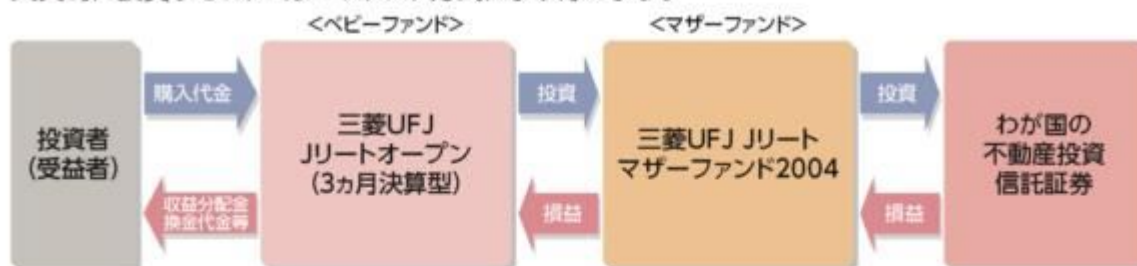 <ベビーファンド>
<マザーファンド>
投資者
(受益者)
購入代金
収益分配金
換金代金等
三菱UFJ
Jリートオープン
(3ヵ月決算型)
投資
損益
三菱UFJ Jリート
マザーファンド2004
投資
損益
わが国の
不動産投資
信託証券